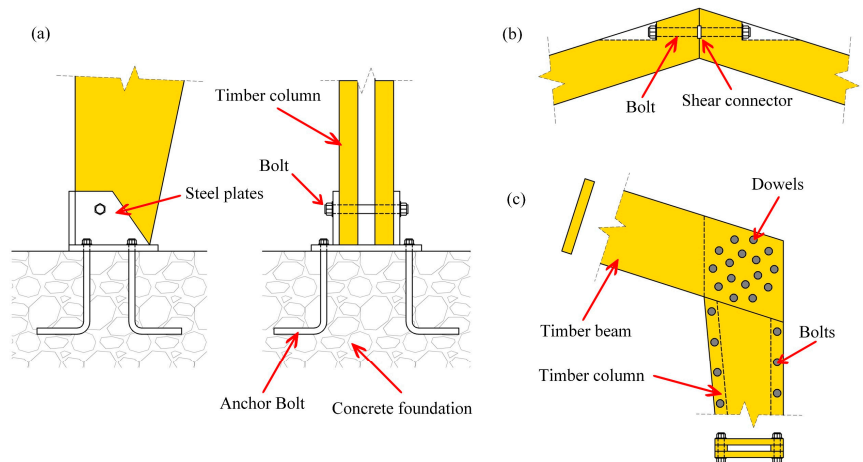 (a)
Timber column
Bolt
Steel plates
Anchor Bolt
Concrete foundation
(b)
Bolt
Shear connector
(c)
Dowels
Timber beam
Bolts
Timber column